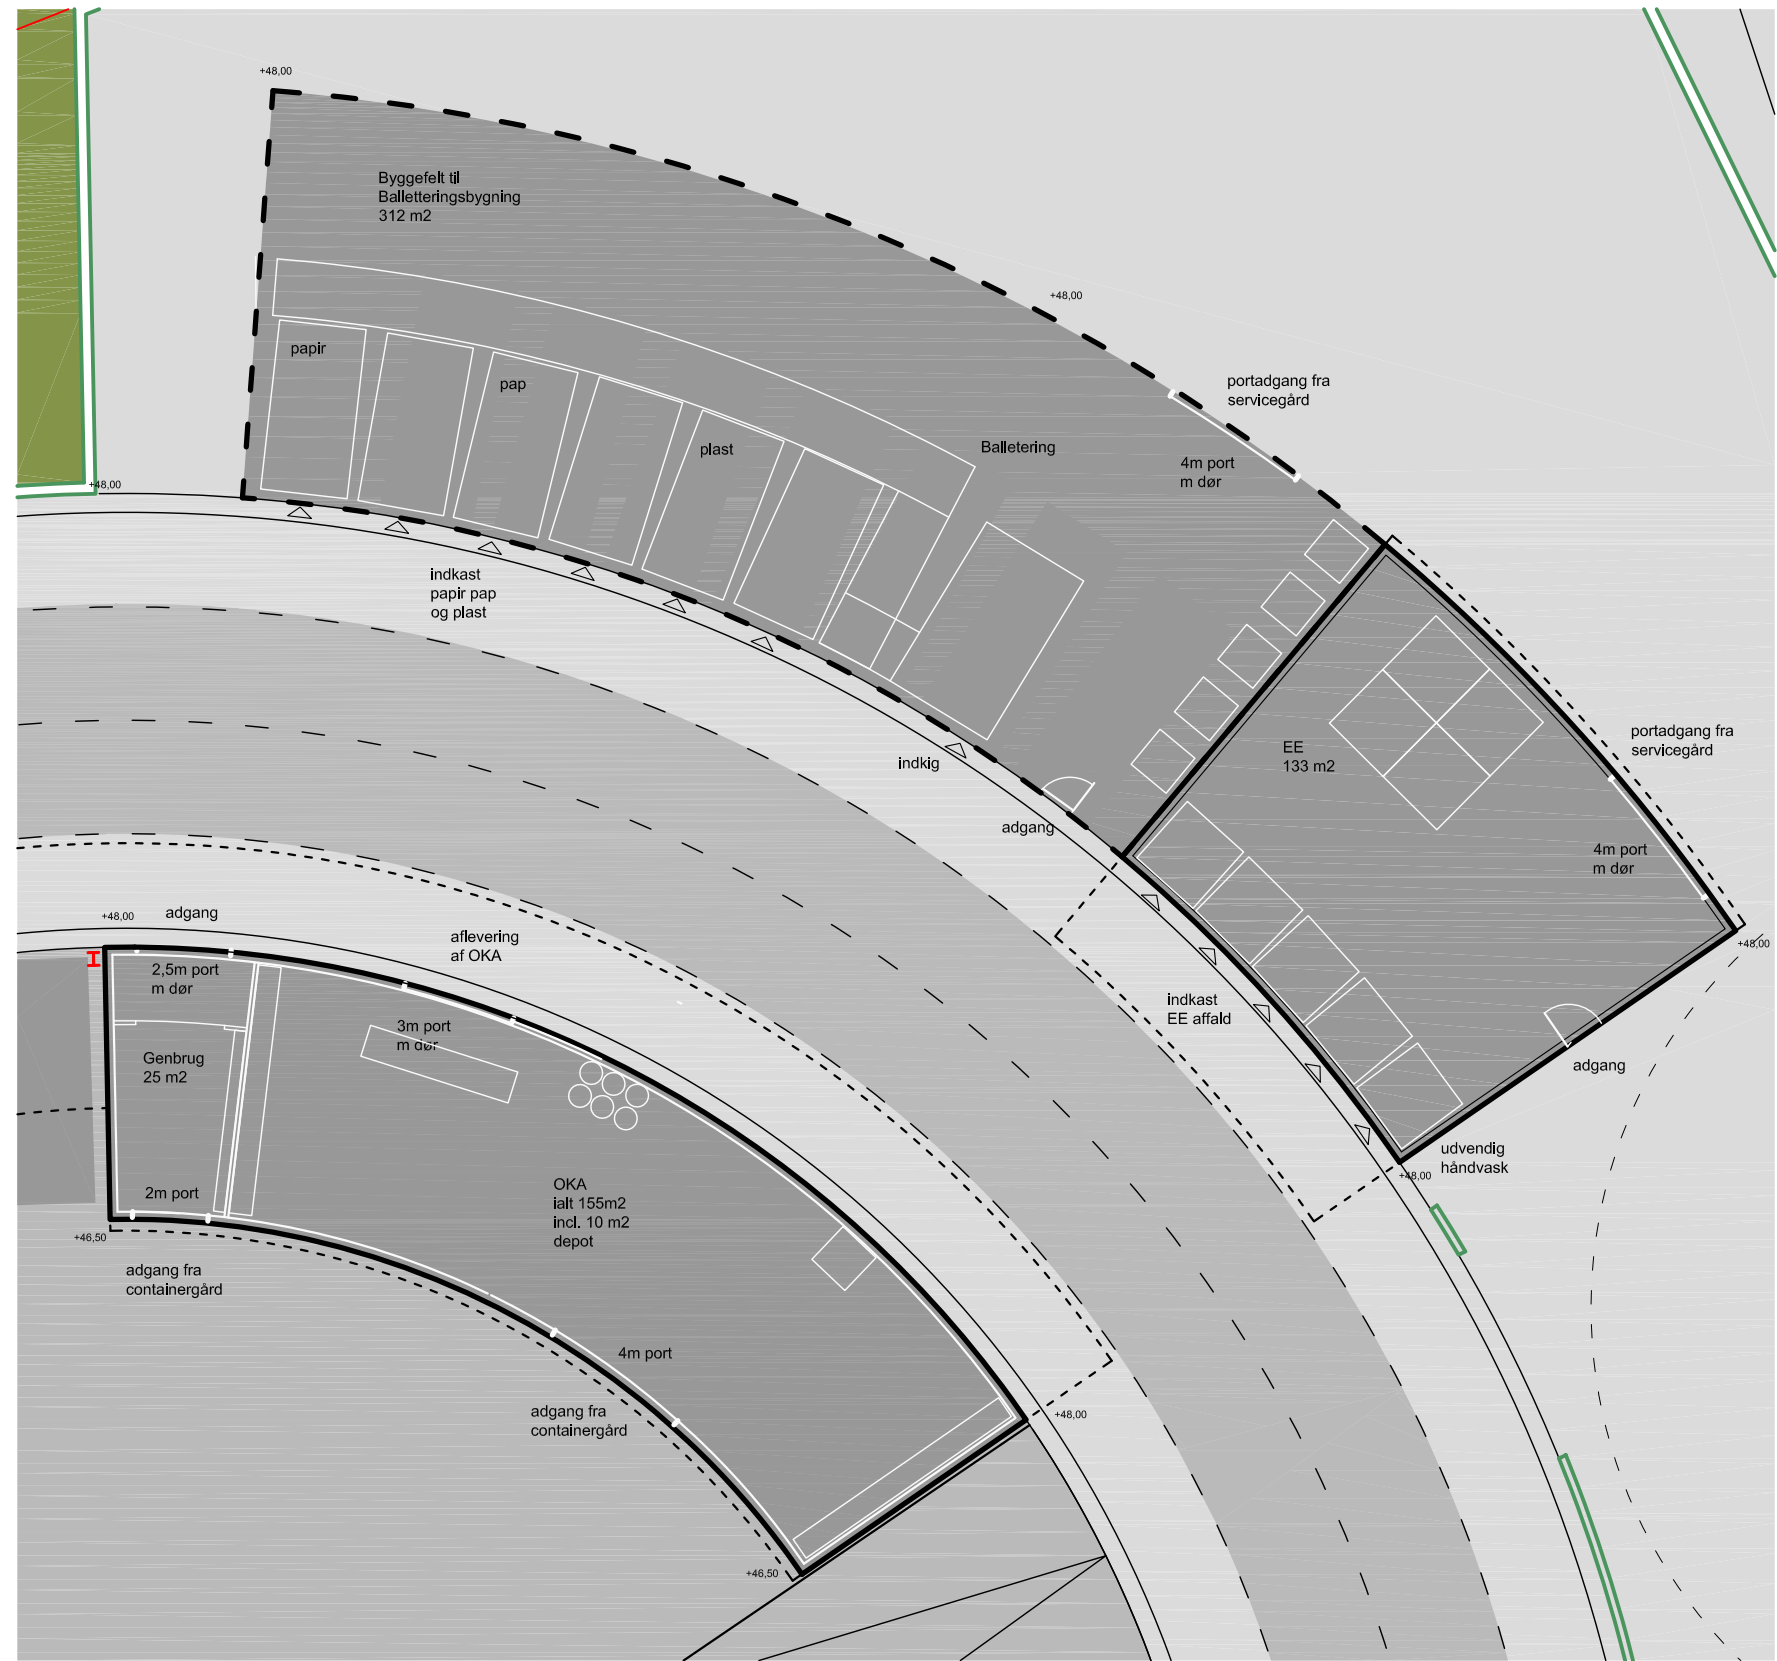 +48,00
Byggefelt til
Balletteringsbygning
312 m2
+48,00
papir
pap
plast
Balletering
portadgang fra
servicegård
4m port
m dør
+48,00
indkast
papir pap
og plast
indkig
adgang
EE
133 m2
portadgang fra
servicegård
4m port
m dør
+48,00
adgang
+48,00
adgang
aflevering
af OKA
indkast
EE affald
2,5m port
m dør
3m port
m dør
Genbrug
25 m2
udvendig
håndvask
+48,00
2m port
OKA
ialt 155m2
incl. 10 m2
depot
+46,50
adgang fra
containergård
4m port
adgang fra
containergård
+48,00
+46,50